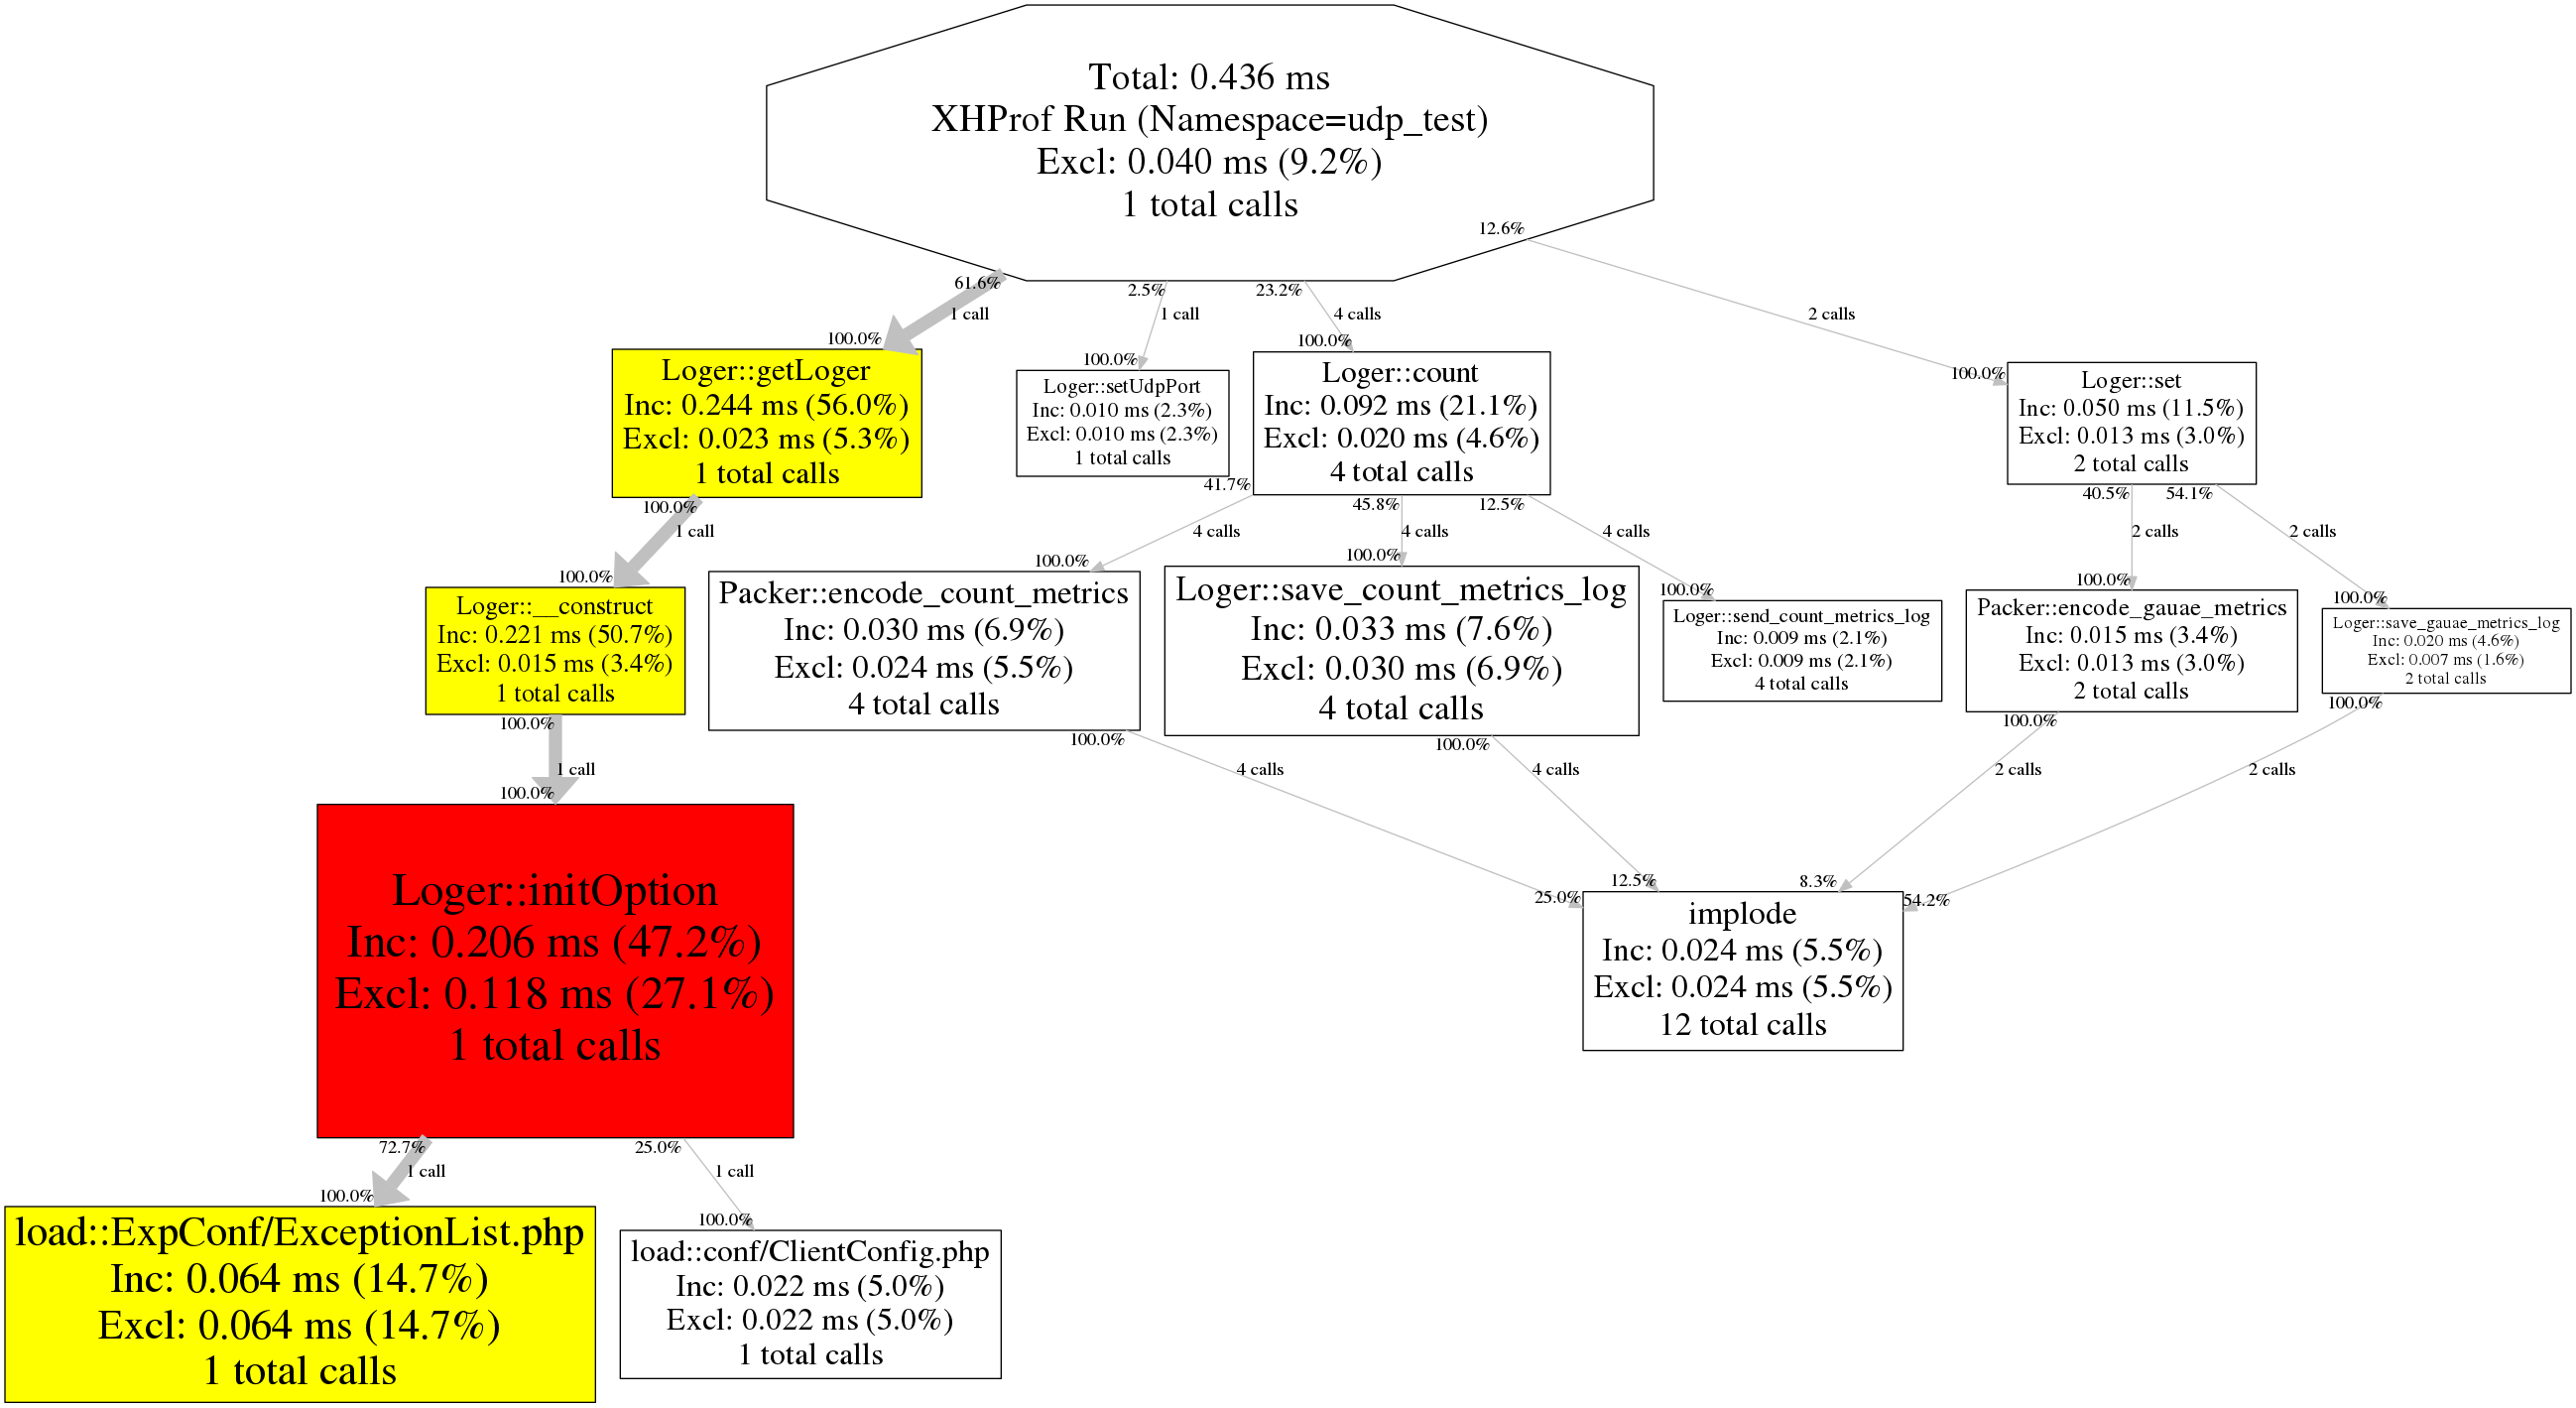 Total: 0.436 ms
XHProf Run (Namespace=udp_test)
Excl: 0.040 ms (9.2%)
1 total calls
12.6%
61.6%
2.5%
23.2%
1 call
1 call
4 calls
2 calls
100.0%
100.0%
100.0%
100.0%
Loger::getLoger
Inc: 0.244 ms (56.0%)
Excl: 0.023 ms (5.3%)
1 total calls
Loger::setUdpPort
Inc: 0.010 ms (2.3%)
Excl: 0.010 ms (2.3%)
1 total calls
Loger::count
Inc: 0.092 ms (21.1%)
Excl: 0.020 ms (4.6%)
4 total calls
Loger::set
Inc: 0.050 ms (11.5%)
Excl: 0.013 ms (3.0%)
2 total calls
100.0%
41.7%
45.8%
12.5%
40.5%
54.1%
1 call
4 calls
4 calls
4 calls
2 calls
2 calls
100.0%
100.0%
100.0%
100.0%
100.0%
100.0%
Loger::__construct
Inc: 0.221 ms (50.7%)
Excl: 0.015 ms (3.4%)
1 total calls
Packer::encode_count_metrics
Inc: 0.030 ms (6.9%)
Excl: 0.024 ms (5.5%)
4 total calls
Loger::save_count_metrics_log
Inc: 0.033 ms (7.6%)
Excl: 0.030 ms (6.9%)
4 total calls
Loger::send_count_metrics_log
Inc: 0.009 ms (2.1%)
Excl: 0.009 ms (2.1%)
4 total calls
Packer::encode_gauae_metrics
Inc: 0.015 ms (3.4%)
Excl: 0.013 ms (3.0%)
2 total calls
Loger::save_gauae_metrics_log
Inc: 0.020 ms (4.6%)
Excl: 0.007 ms (1.6%)
2 total calls
100.0%
100.0%
100.0%
100.0%
100.0%
1 call
4 calls
4 calls
2 calls
2 calls
100.0%
25.0%
12.5%
8.3%
54.2%
Loger::initOption
Inc: 0.206 ms (47.2%)
Excl: 0.118 ms (27.1%)
1 total calls
implode
Inc: 0.024 ms (5.5%)
Excl: 0.024 ms (5.5%)
12 total calls
72.7%
25.0%
1 call
1 call
100.0%
100.0%
load::ExpConf/ExceptionList.php
Inc: 0.064 ms (14.7%)
Excl: 0.064 ms (14.7%)
1 total calls
load::conf/ClientConfig.php
Inc: 0.022 ms (5.0%)
Excl: 0.022 ms (5.0%)
1 total calls